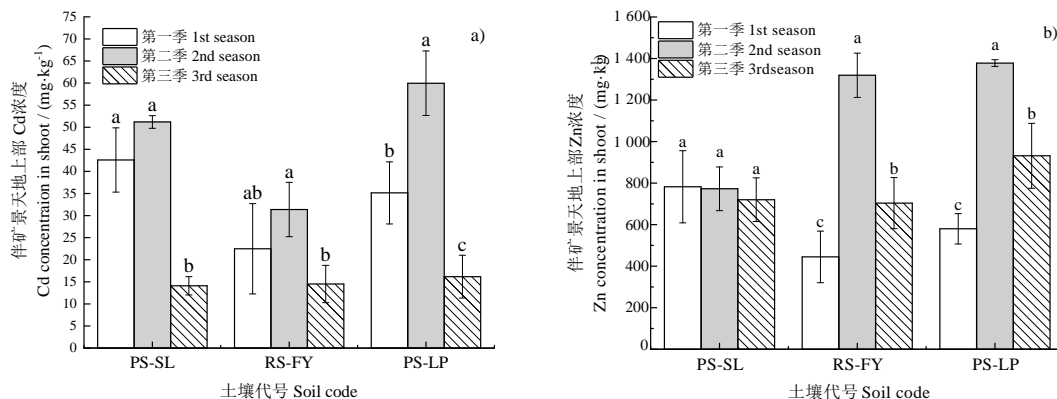 a)
第一季 1st season
第二季 2nd season
第三季 3rd season
伴矿景天地上部 Cd浓度
Cd concentraion in shoot / (mg·kg⁻¹)
75
70
65
60
55
50
45
40
35
30
25
20
15
10
5
0
a
a
b
ab
a
b
b
a
c
PS-SL
RS-FY
PS-LP
土壤代号 Soil code
b)
第一季 1st season
第二季 2nd season
第三季 3rdseason
伴矿景天地上部 Zn浓度
Zn concentration in shoot / (mg·kg)
1 600
1 400
1 200
1 000
800
600
400
200
0
a
a
a
c
a
b
c
a
b
PS-SL
RS-FY
PS-LP
土壤代号 Soil code